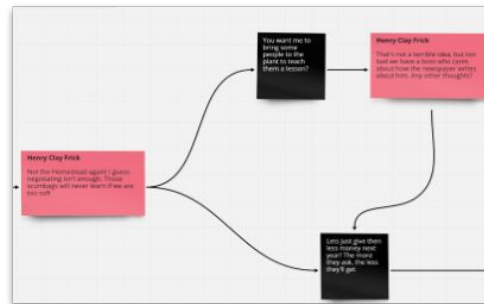 You want me to
bring some
people to the
plant to teach
them a lesson?
Henry Clay Frick
That's not a terrible idea, but too
bad we have a boss who cares
about how the newspaper writes
about him. Any other thoughts?
Henry Clay Frick
Not the Homestead again! I guess
negotiating isn't enough. Those
scumbags will never learn if we are
too soft
Lets just give then
less money next
year! The more
they ask, the less
they'll get